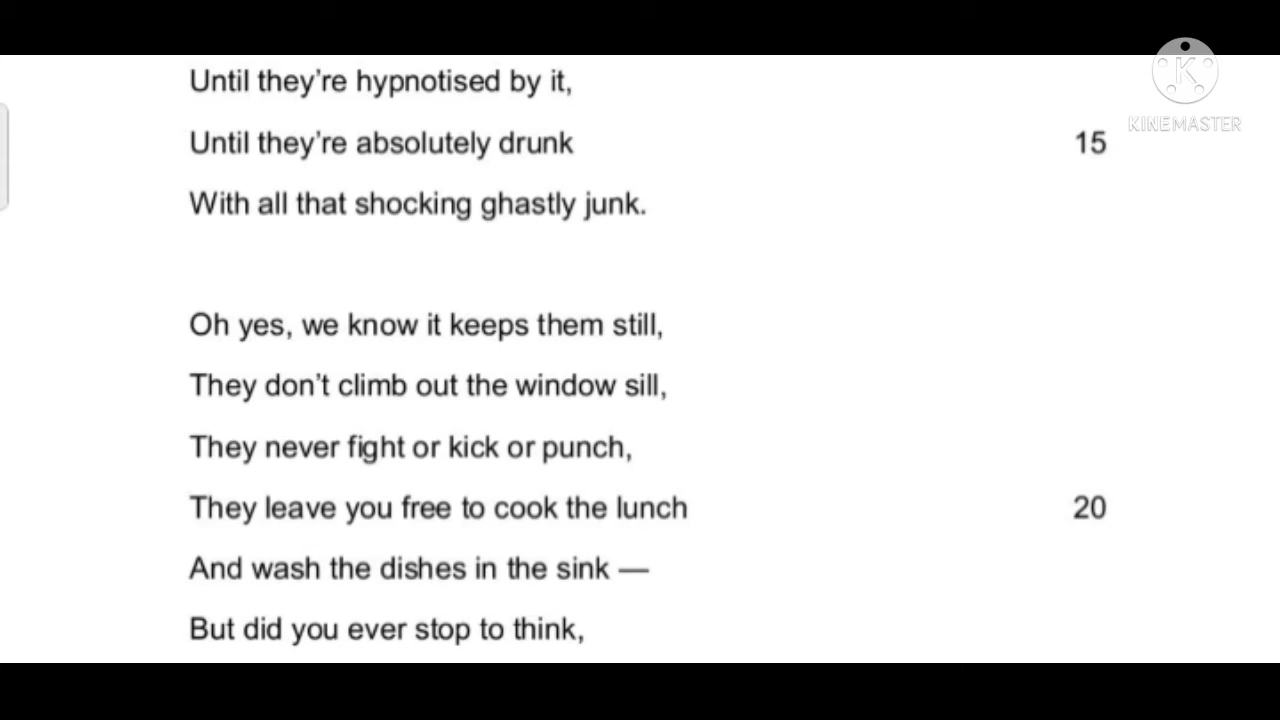 Until they're hypnotised by it,
KINEMASTER
Until they're absolutely drunk 15
With all that shocking ghastly junk.
Oh yes, we know it keeps them still,
They don't climb out the window sill,
They never fight or kick or punch,
They leave you free to cook the lunch 20
And wash the dishes in the sink —
But did you ever stop to think,